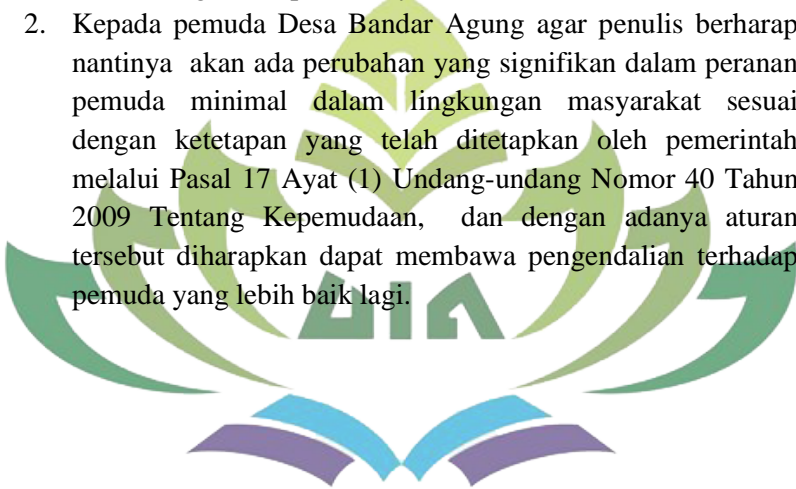 2. Kepada pemuda Desa Bandar Agung agar penulis berharap
nantinya akan ada perubahan yang signifikan dalam peranan
pemuda minimal dalam lingkungan masyarakat sesuai
dengan ketetapan yang telah ditetapkan oleh pemerintah
melalui Pasal 17 Ayat (1) Undang-undang Nomor 40 Tahun
2009 Tentang Kepemudaan, dan dengan adanya aturan
tersebut diharapkan dapat membawa pengendalian terhadap
pemuda yang lebih baik lagi.